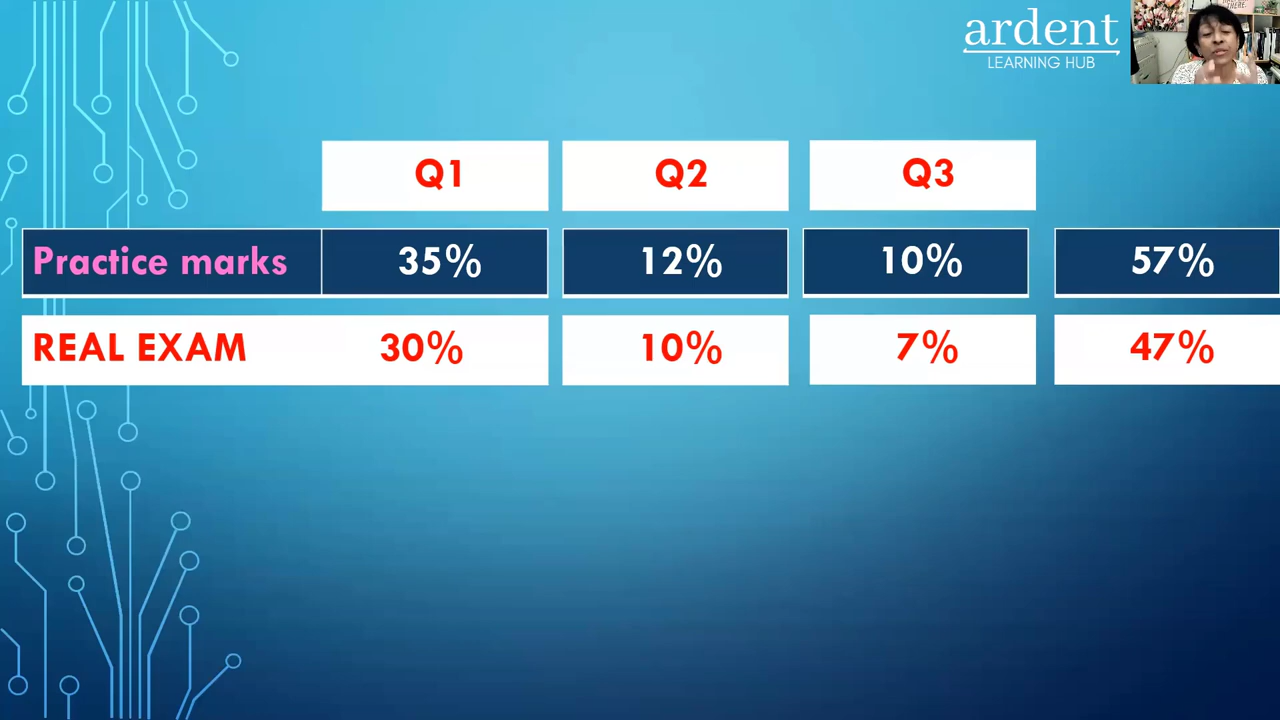 ardent
LEARNING HUB
Q1 Q2 Q3
Practice marks 35% 12% 10% 57%
REAL EXAM 30% 10% 7% 47%